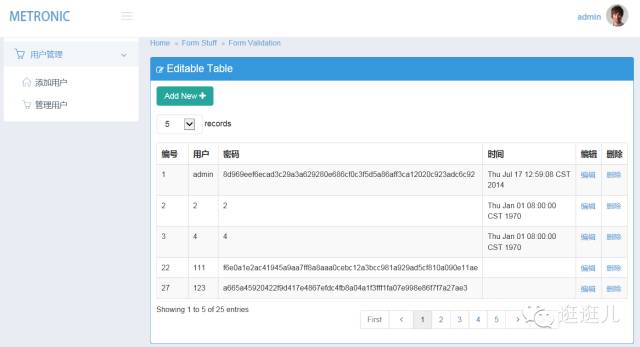 METRONIC
admin
用户管理
添加用户
管理用户
Home » Form Stuff » Form Validation
Editable Table
Add New +
5 records
编号 用户 密码 时间 编辑 删除
1 admin 8d969eef6ecad3c29a3a629280e686cf0c3f5d5a86aff3ca12020c923adc6c92 Thu Jul 17 12:59:08 CST 2014 编辑 删除
2 2 2 Thu Jan 01 08:00:00 CST 1970 编辑 删除
3 4 4 Thu Jan 01 08:00:00 CST 1970 编辑 删除
22 111 f6e0a1e2ac41945a9aa7ff8a8aaa0cebc12a3bcc981a929ad5cf810a090e11ae 编辑 删除
27 123 a665a45920422f9d417e4867efdc4fb8a04a1f3fff1fa07e998e86f7f7a27ae3 编辑 删除
Showing 1 to 5 of 25 entries
First < 1 2 3 4 5 >
逛逛儿